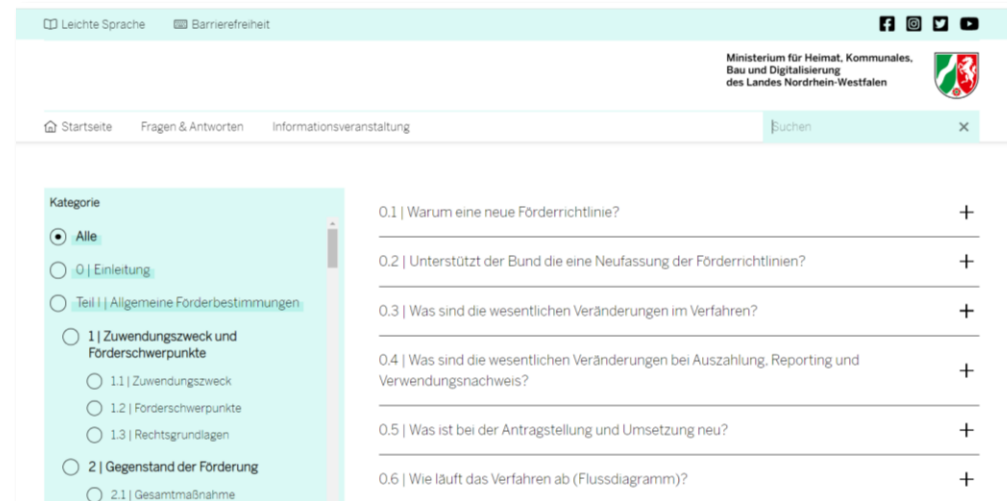 Leichte Sprache
Barrierefreiheit
Ministerium für Heimat, Kommunales,
Bau und Digitalisierung
des Landes Nordrhein-Westfalen
Startseite
Fragen & Antworten
Informationsveranstaltung
Suchen
Kategorie
Alle
0 | Einleitung
Teil I | Allgemeine Förderbestimmungen
1 | Zuwendungszweck und
Förderschwerpunkte
1.1 | Zuwendungszweck
1.2 | Förderschwerpunkte
1.3 | Rechtsgrundlagen
2 | Gegenstand der Förderung
2.1 | Gesamtmaßnahme
0.1 | Warum eine neue Förderrichtlinie?
0.2 | Unterstützt der Bund die eine Neufassung der Förderrichtlinien?
0.3 | Was sind die wesentlichen Veränderungen im Verfahren?
0.4 | Was sind die wesentlichen Veränderungen bei Auszahlung, Reporting und
Verwendungsnachweis?
0.5 | Was ist bei der Antragstellung und Umsetzung neu?
0.6 | Wie läuft das Verfahren ab (Flussdiagramm)?